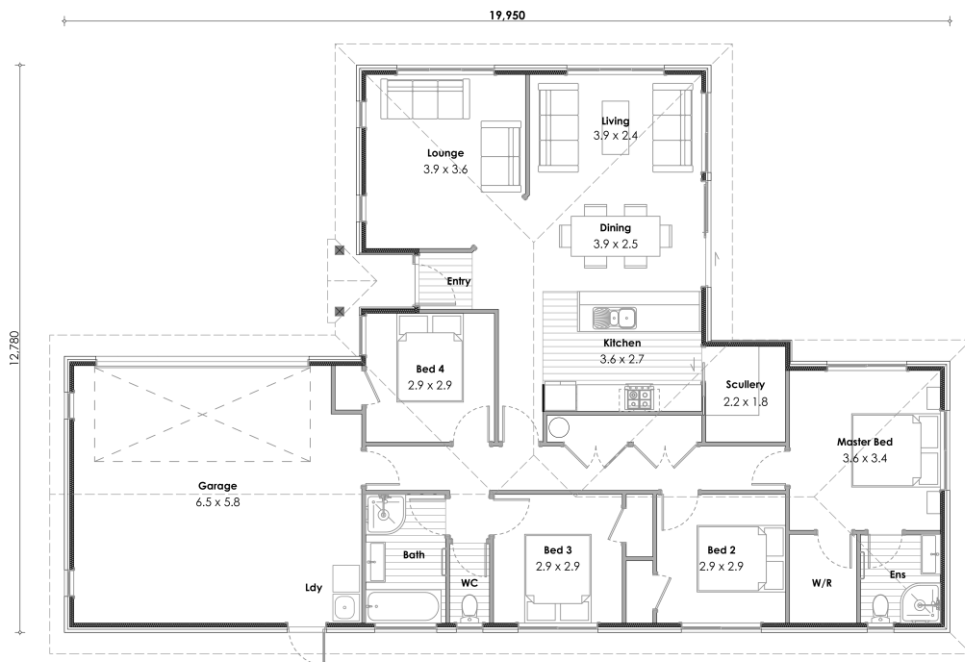 19,950
12,780
Lounge
3.9 x 3.6
Living
3.9 x 2.4
Dining
3.9 x 2.5
Entry
Kitchen
3.6 x 2.7
Bed 4
2.9 x 2.9
Scullery
2.2 x 1.8
Master Bed
3.6 x 3.4
Garage
6.5 x 5.8
Bath
WC
Bed 3
2.9 x 2.9
Bed 2
2.9 x 2.9
W/R
Ens
Ldy